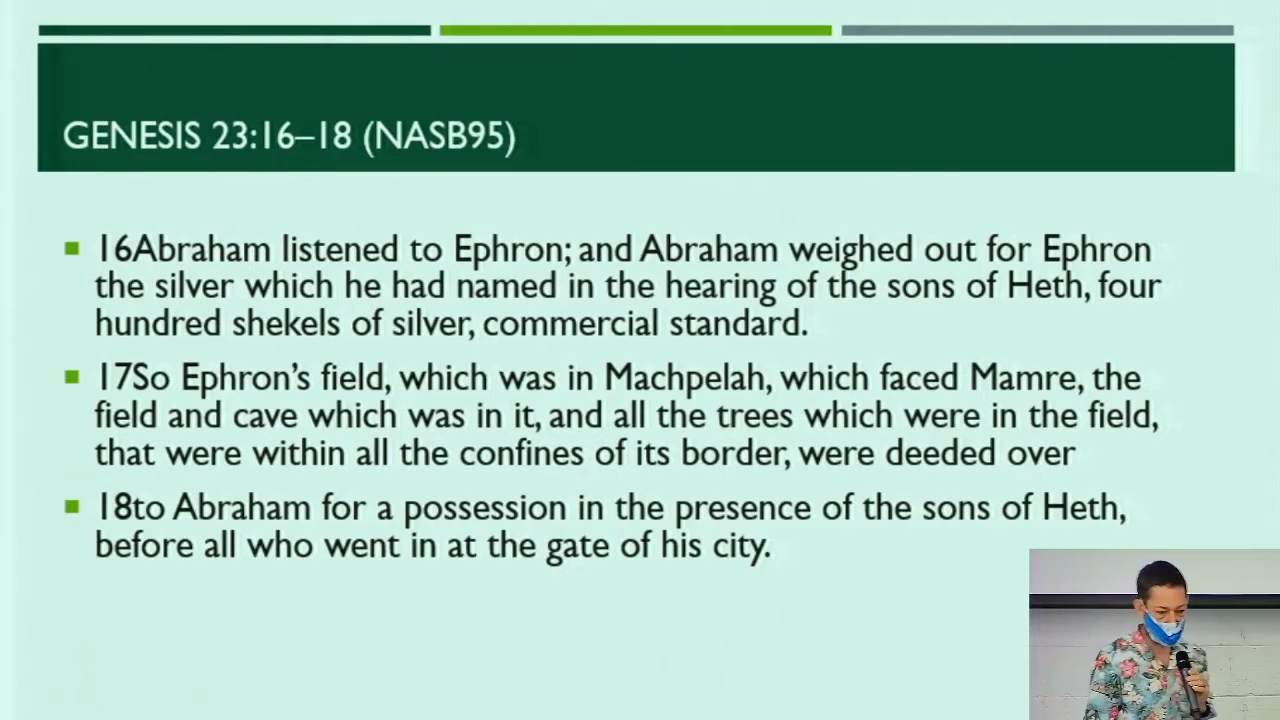 GENESIS 23:16–18 (NASB95)
16Abraham listened to Ephron; and Abraham weighed out for Ephron
the silver which he had named in the hearing of the sons of Heth, four
hundred shekels of silver, commercial standard.
17So Ephron’s field, which was in Machpelah, which faced Mamre, the
field and cave which was in it, and all the trees which were in the field,
that were within all the confines of its border, were deeded over
18to Abraham for a possession in the presence of the sons of Heth,
before all who went in at the gate of his city.